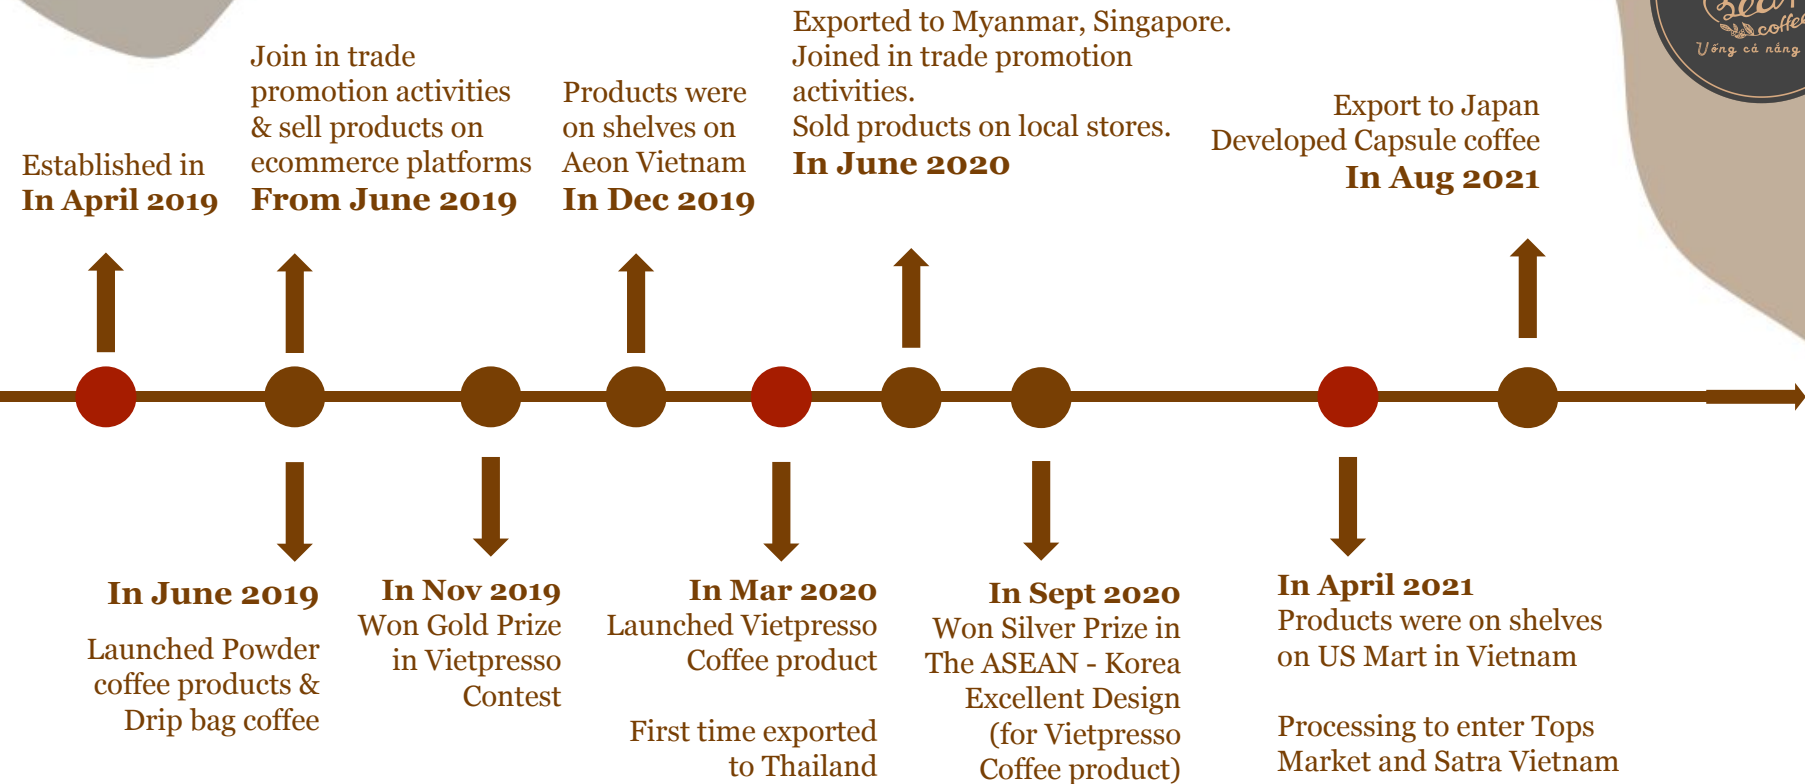 Established in
In April 2019
Join in trade
promotion activities
& sell products on
ecommerce platforms
From June 2019
Products were
on shelves on
Aeon Vietnam
In Dec 2019
Exported to Myanmar, Singapore.
Joined in trade promotion
activities.
Sold products on local stores.
In June 2020
Export to Japan
Developed Capsule coffee
In Aug 2021
coffee
Uống cả nắng
In June 2019
Launched Powder
coffee products &
Drip bag coffee
In Nov 2019
Won Gold Prize
in Vietpresso
Contest
In Mar 2020
Launched Vietpresso
Coffee product
First time exported
to Thailand
In Sept 2020
Won Silver Prize in
The ASEAN - Korea
Excellent Design
(for Vietpresso
Coffee product)
In April 2021
Products were on shelves
on US Mart in Vietnam
Processing to enter Tops
Market and Satra Vietnam